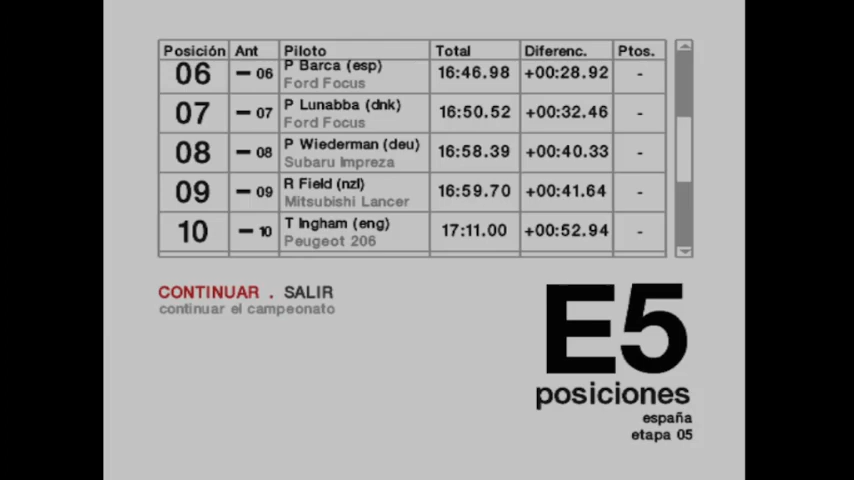 Posición Ant Piloto Total Diferenc. Ptos.
06 - 06 P Barca (esp) 16:46.98 +00:28.92 -
Ford Focus
07 - 07 P Lunabba (dnk) 16:50.52 +00:32.46 -
Ford Focus
08 - 08 P Wiederman (deu) 16:58.39 +00:40.33 -
Subaru Impreza
09 - 09 R Field (nzl) 16:59.70 +00:41.64 -
Mitsubishi Lancer
10 - 10 T Ingham (eng) 17:11.00 +00:52.94 -
Peugeot 206
CONTINUAR . SALIR
continuar el campeonato
E5
posiciones
españa
etapa 05